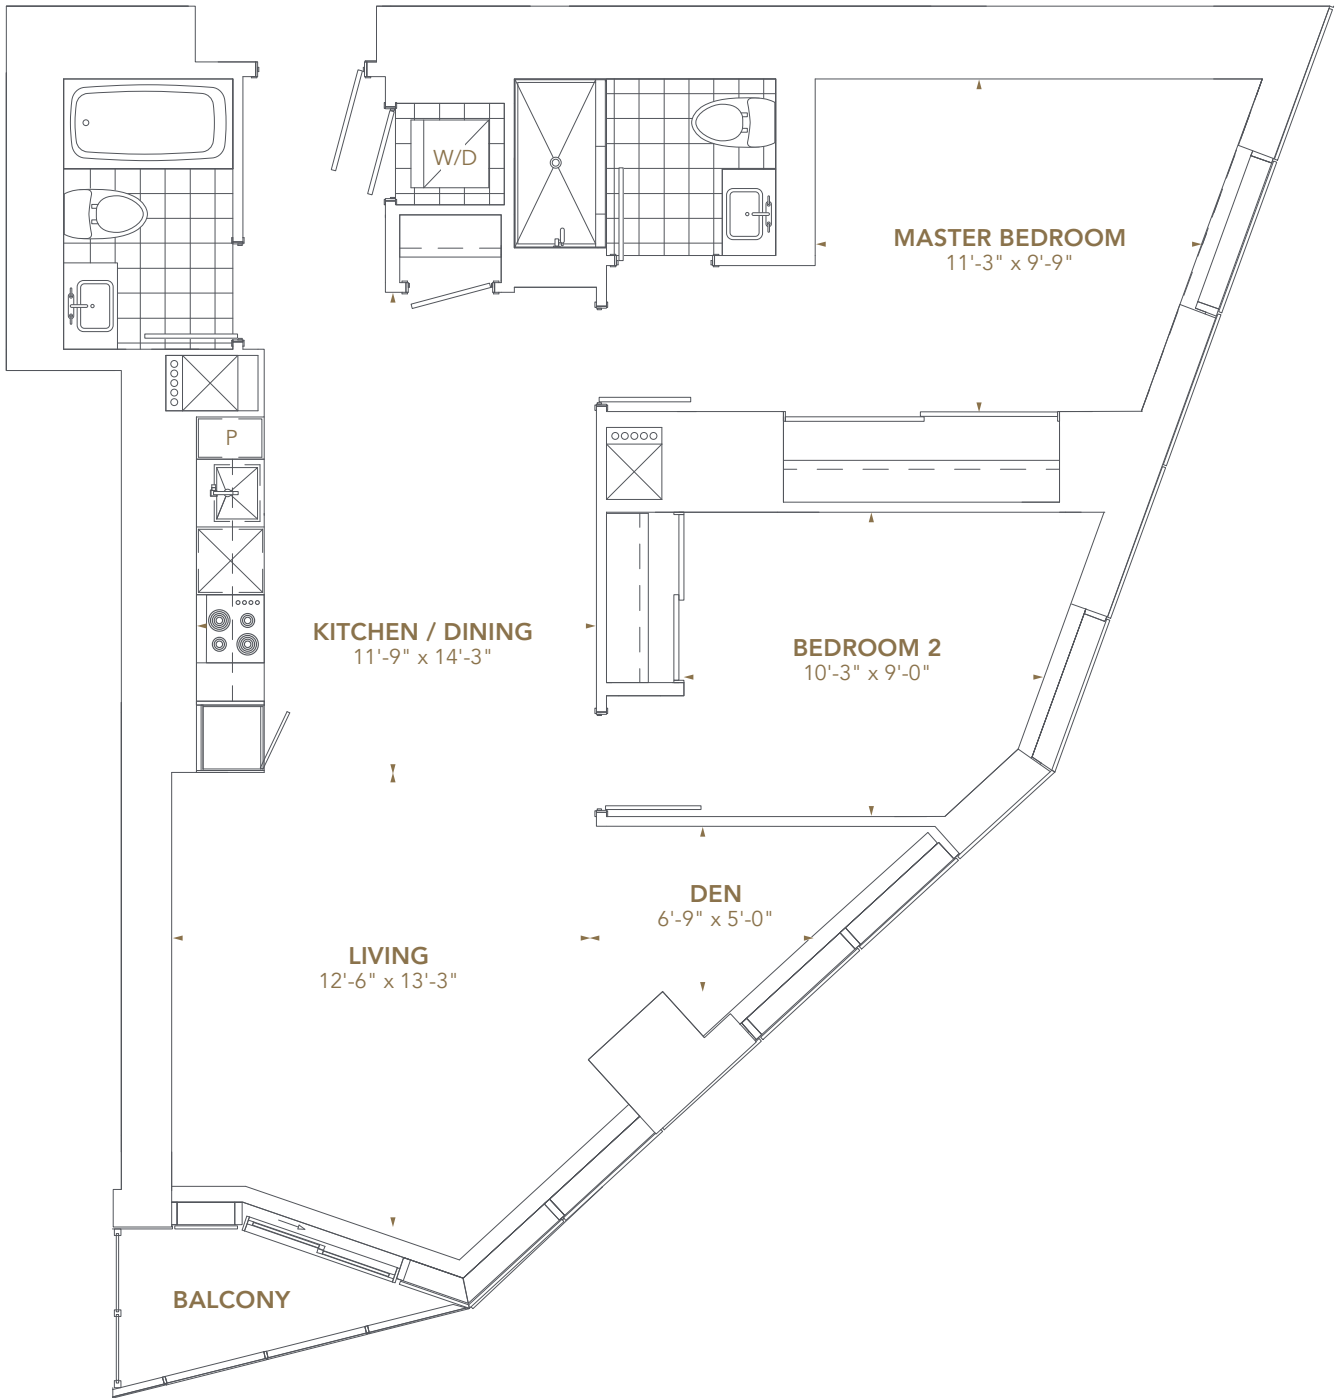 W/D
MASTER BEDROOM
11'-3" x 9'-9"
P
KITCHEN / DINING
11'-9" x 14'-3"
BEDROOM 2
10'-3" x 9'-0"
DEN
6'-9" x 5'-0"
LIVING
12'-6" x 13'-3"
BALCONY